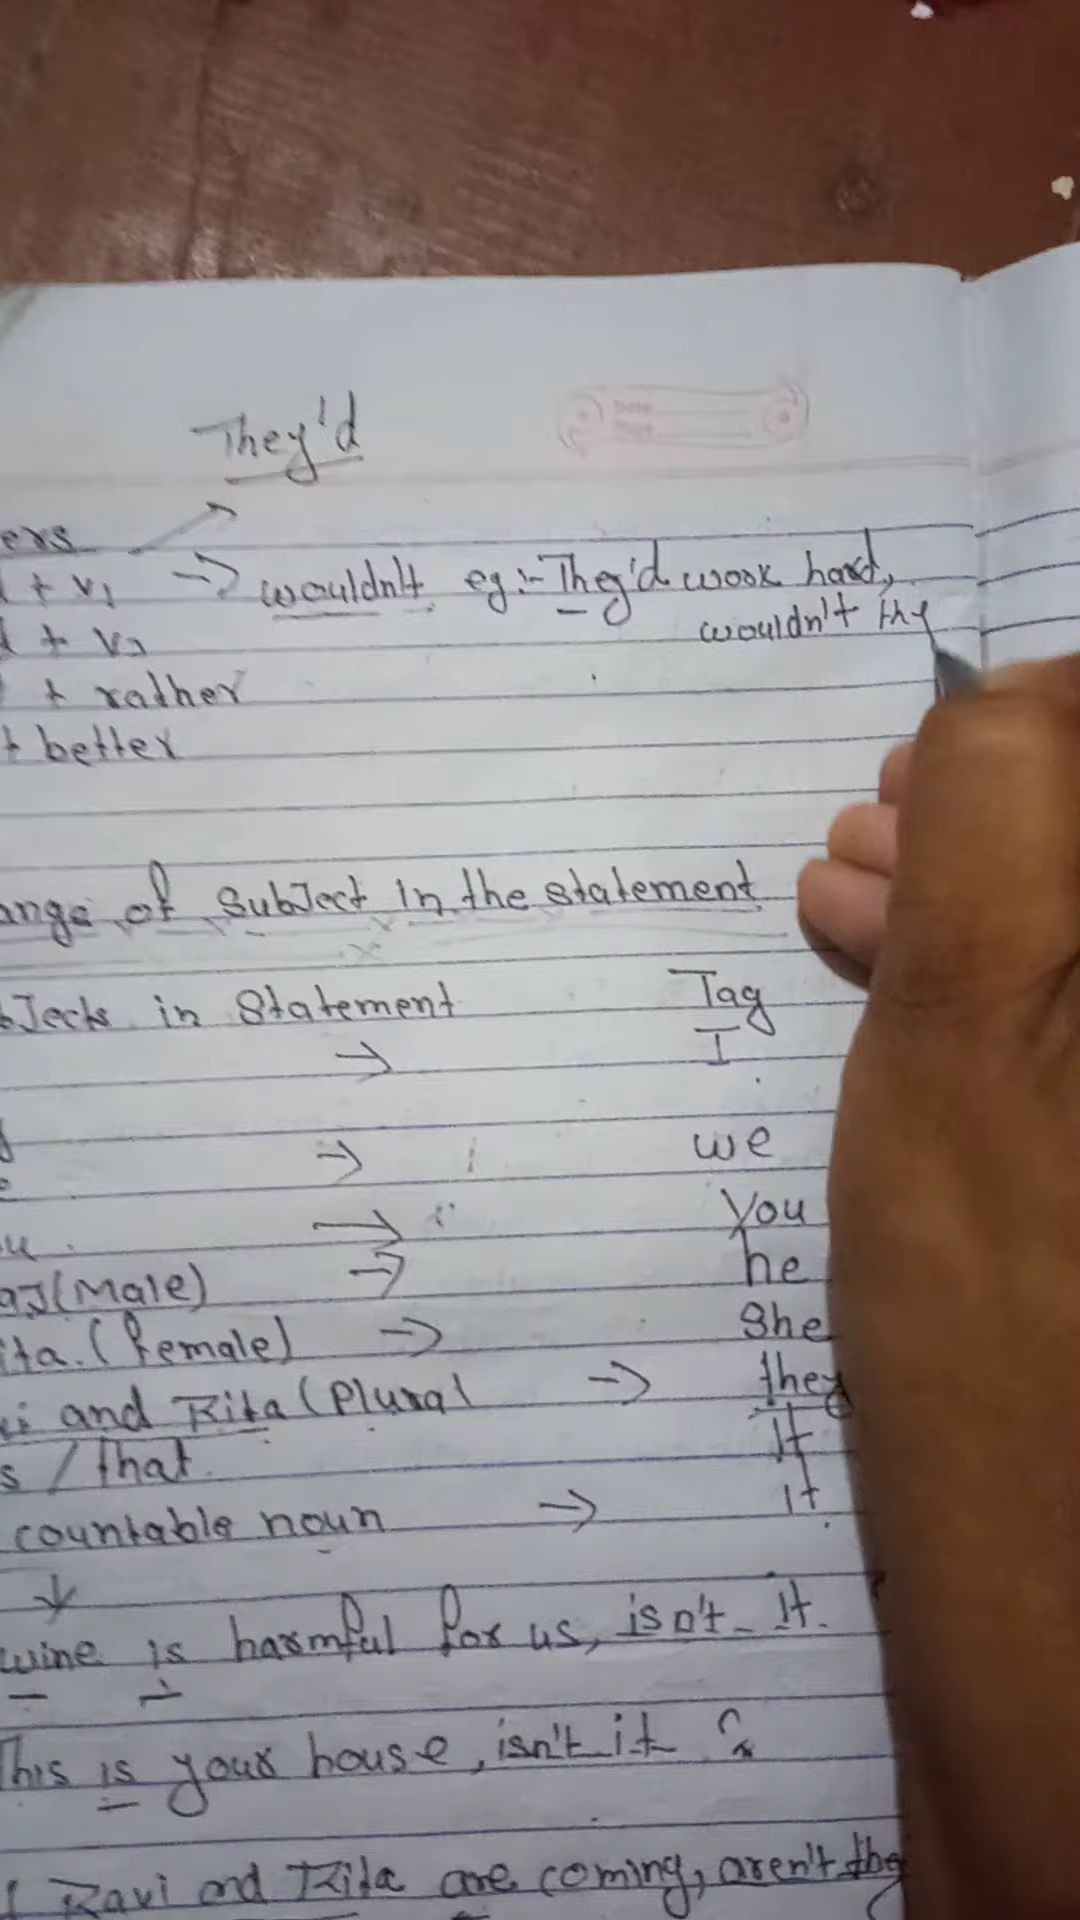 They'd
ers
d + V1 → wouldn't eg:- They'd work hard,
wouldn't thy
d + V3
+ rather
+ better
ange of subject in the statement
bjects in Statement Tag
→ I
→ we
u → You
aj (Male) → he
ita. (female) → She
i and Rita (Plural → they
s / that. It
countable noun → it
↓
wine is harmful for us, isn't it.
This is your house, isn't it ?
Ravi and Rita are coming, aren't they